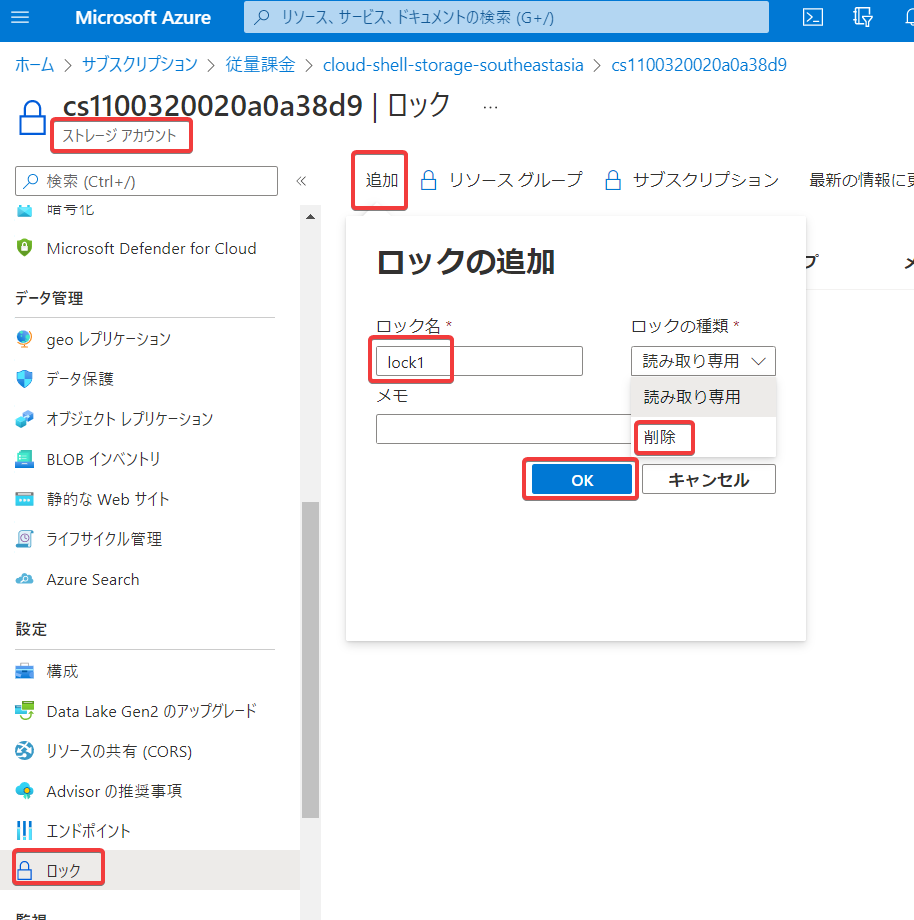 Microsoft Azure
リソース、サービス、ドキュメントの検索 (G+/)
ホーム > サブスクリプション > 従量課金 > cloud-shell-storage-southeastasia > cs1100320020a0a38d9
cs1100320020a0a38d9 | ロック ...
ストレージ アカウント
検索 (Ctrl+/)
«
追加
リソース グループ
サブスクリプション
最新の情報に更
暗号化
Microsoft Defender for Cloud
データ管理
geo レプリケーション
データ保護
オブジェクト レプリケーション
BLOB インベントリ
静的な Web サイト
ライフサイクル管理
Azure Search
設定
構成
Data Lake Gen2 のアップグレード
リソースの共有 (CORS)
Advisor の推奨事項
エンドポイント
ロック
監視
ロックの追加
ロック名 *
ロックの種類 *
lock1
読み取り専用
メモ
読み取り専用
削除
OK
キャンセル
プ
メ